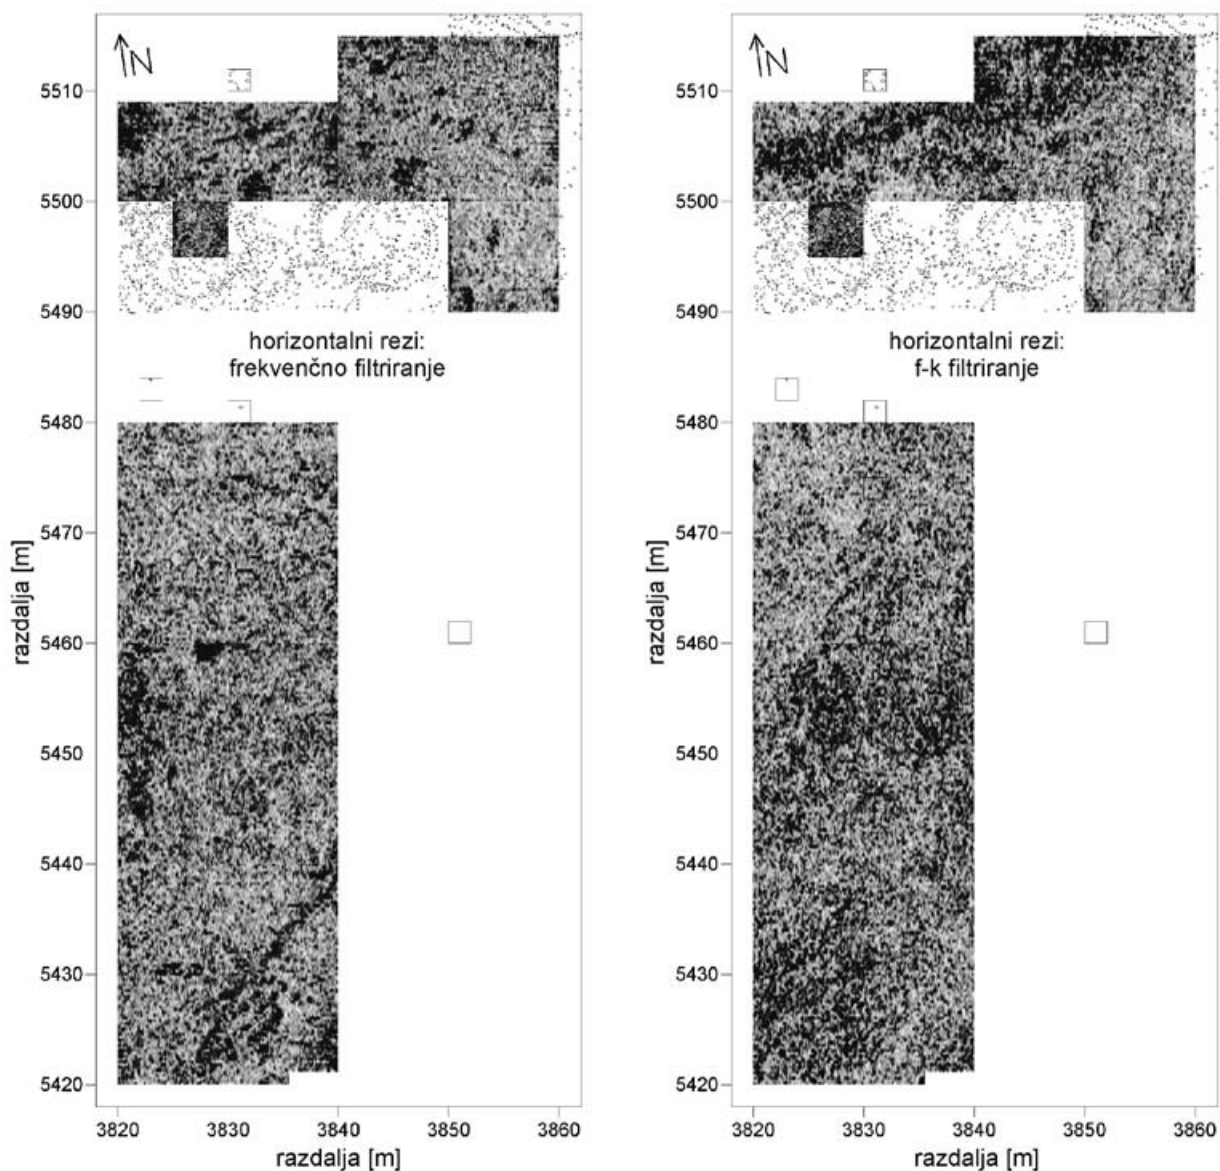 N
5510
5500
5490
horizontalni rezi:
frekvenčno filtriranje
5480
5470
5460
5450
5440
5430
5420
razdalja [m]
3820 3830 3840 3850 3860
razdalja [m]
N
5510
5500
5490
horizontalni rezi:
f-k filtriranje
5480
5470
5460
5450
5440
5430
5420
razdalja [m]
3820 3830 3840 3850 3860
razdalja [m]